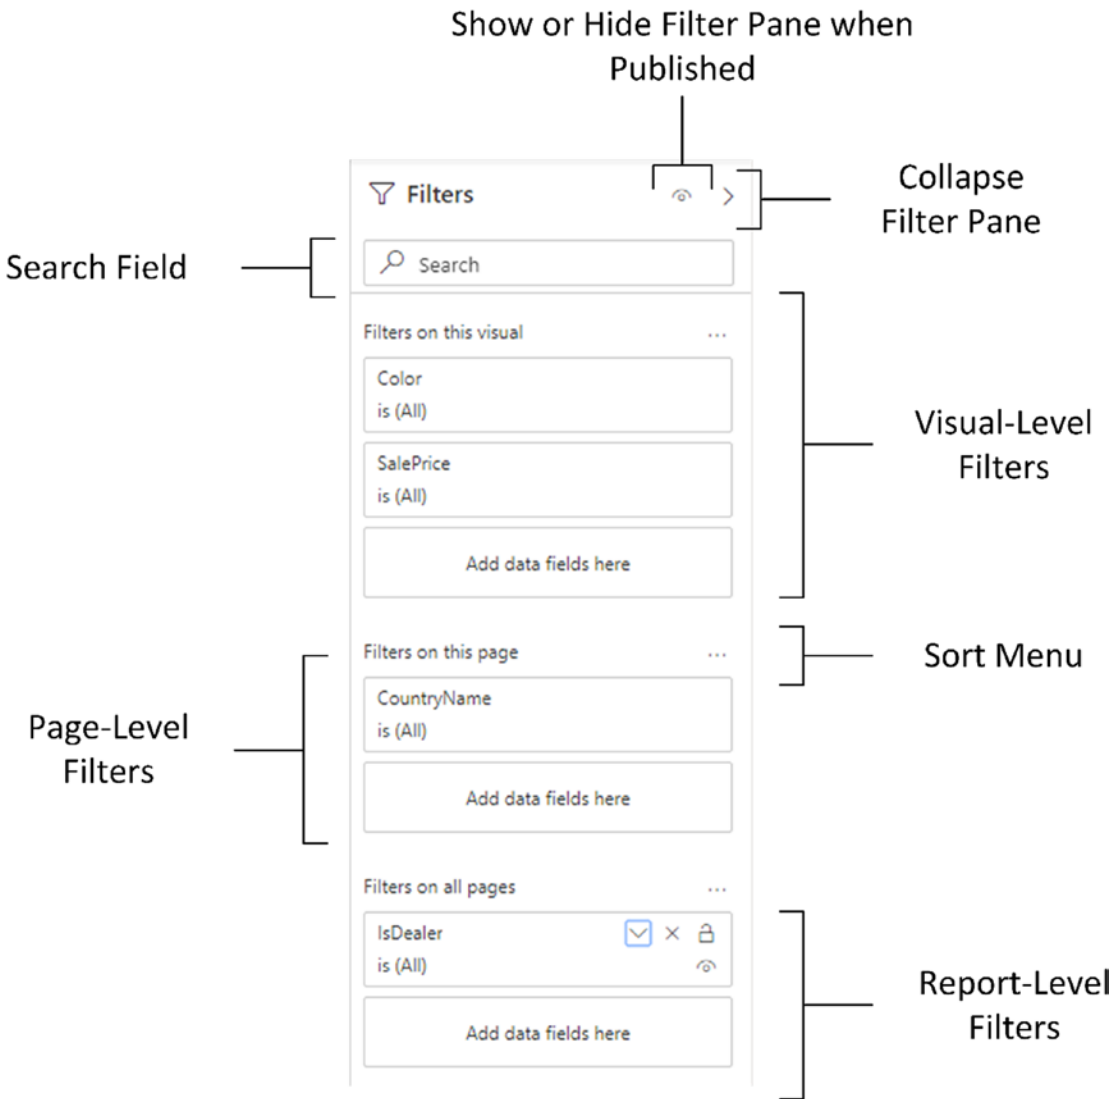 Show or Hide Filter Pane when
Published
Filters
Collapse
Filter Pane
Search Field
Search
Filters on this visual
Color
is (All)
SalePrice
is (All)
Add data fields here
Visual-Level
Filters
Filters on this page
Sort Menu
CountryName
is (All)
Add data fields here
Page-Level
Filters
Filters on all pages
IsDealer
is (All)
Add data fields here
Report-Level
Filters